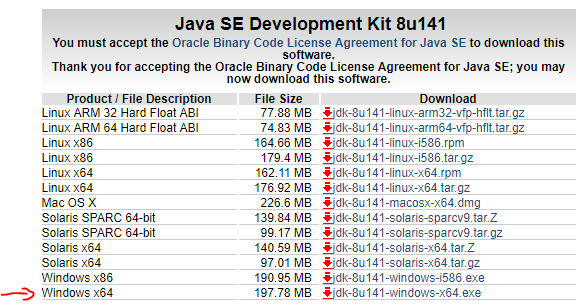 Java SE Development Kit 8u141
You must accept the Oracle Binary Code License Agreement for Java SE to download this
software.
Thank you for accepting the Oracle Binary Code License Agreement for Java SE; you may
now download this software.
Product / File Description File Size Download
Linux ARM 32 Hard Float ABI 77.88 MB jdk-8u141-linux-arm32-vfp-hflt.tar.gz
Linux ARM 64 Hard Float ABI 74.83 MB jdk-8u141-linux-arm64-vfp-hflt.tar.gz
Linux x86 164.66 MB jdk-8u141-linux-i586.rpm
Linux x86 179.4 MB jdk-8u141-linux-i586.tar.gz
Linux x64 162.11 MB jdk-8u141-linux-x64.rpm
Linux x64 176.92 MB jdk-8u141-linux-x64.tar.gz
Mac OS X 226.6 MB jdk-8u141-macosx-x64.dmg
Solaris SPARC 64-bit 139.84 MB jdk-8u141-solaris-sparcv9.tar.Z
Solaris SPARC 64-bit 99.17 MB jdk-8u141-solaris-sparcv9.tar.gz
Solaris x64 140.59 MB jdk-8u141-solaris-x64.tar.Z
Solaris x64 97.01 MB jdk-8u141-solaris-x64.tar.gz
Windows x86 190.95 MB jdk-8u141-windows-i586.exe
Windows x64 197.78 MB jdk-8u141-windows-x64.exe